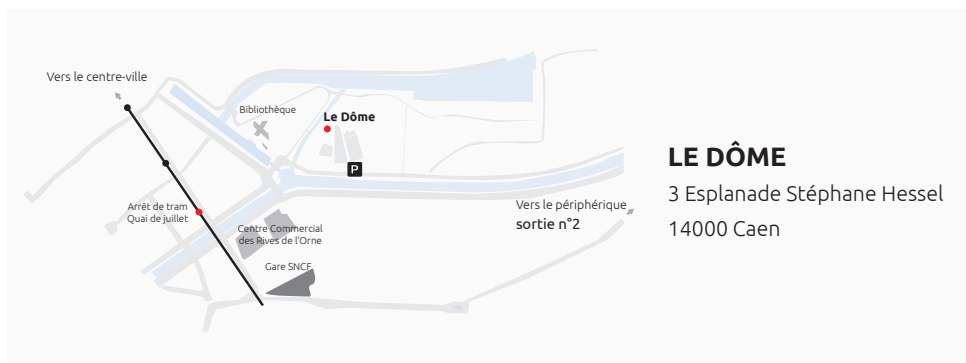 Vers le centre-ville
Bibliothèque
Le Dôme
P
Arrêt de tram
Quai de juillet
Centre Commercial
des Rives de l'Orne
Gare SNCF
Vers le périphérique
sortie n°2
LE DÔME
3 Esplanade Stéphane Hessel
14000 Caen